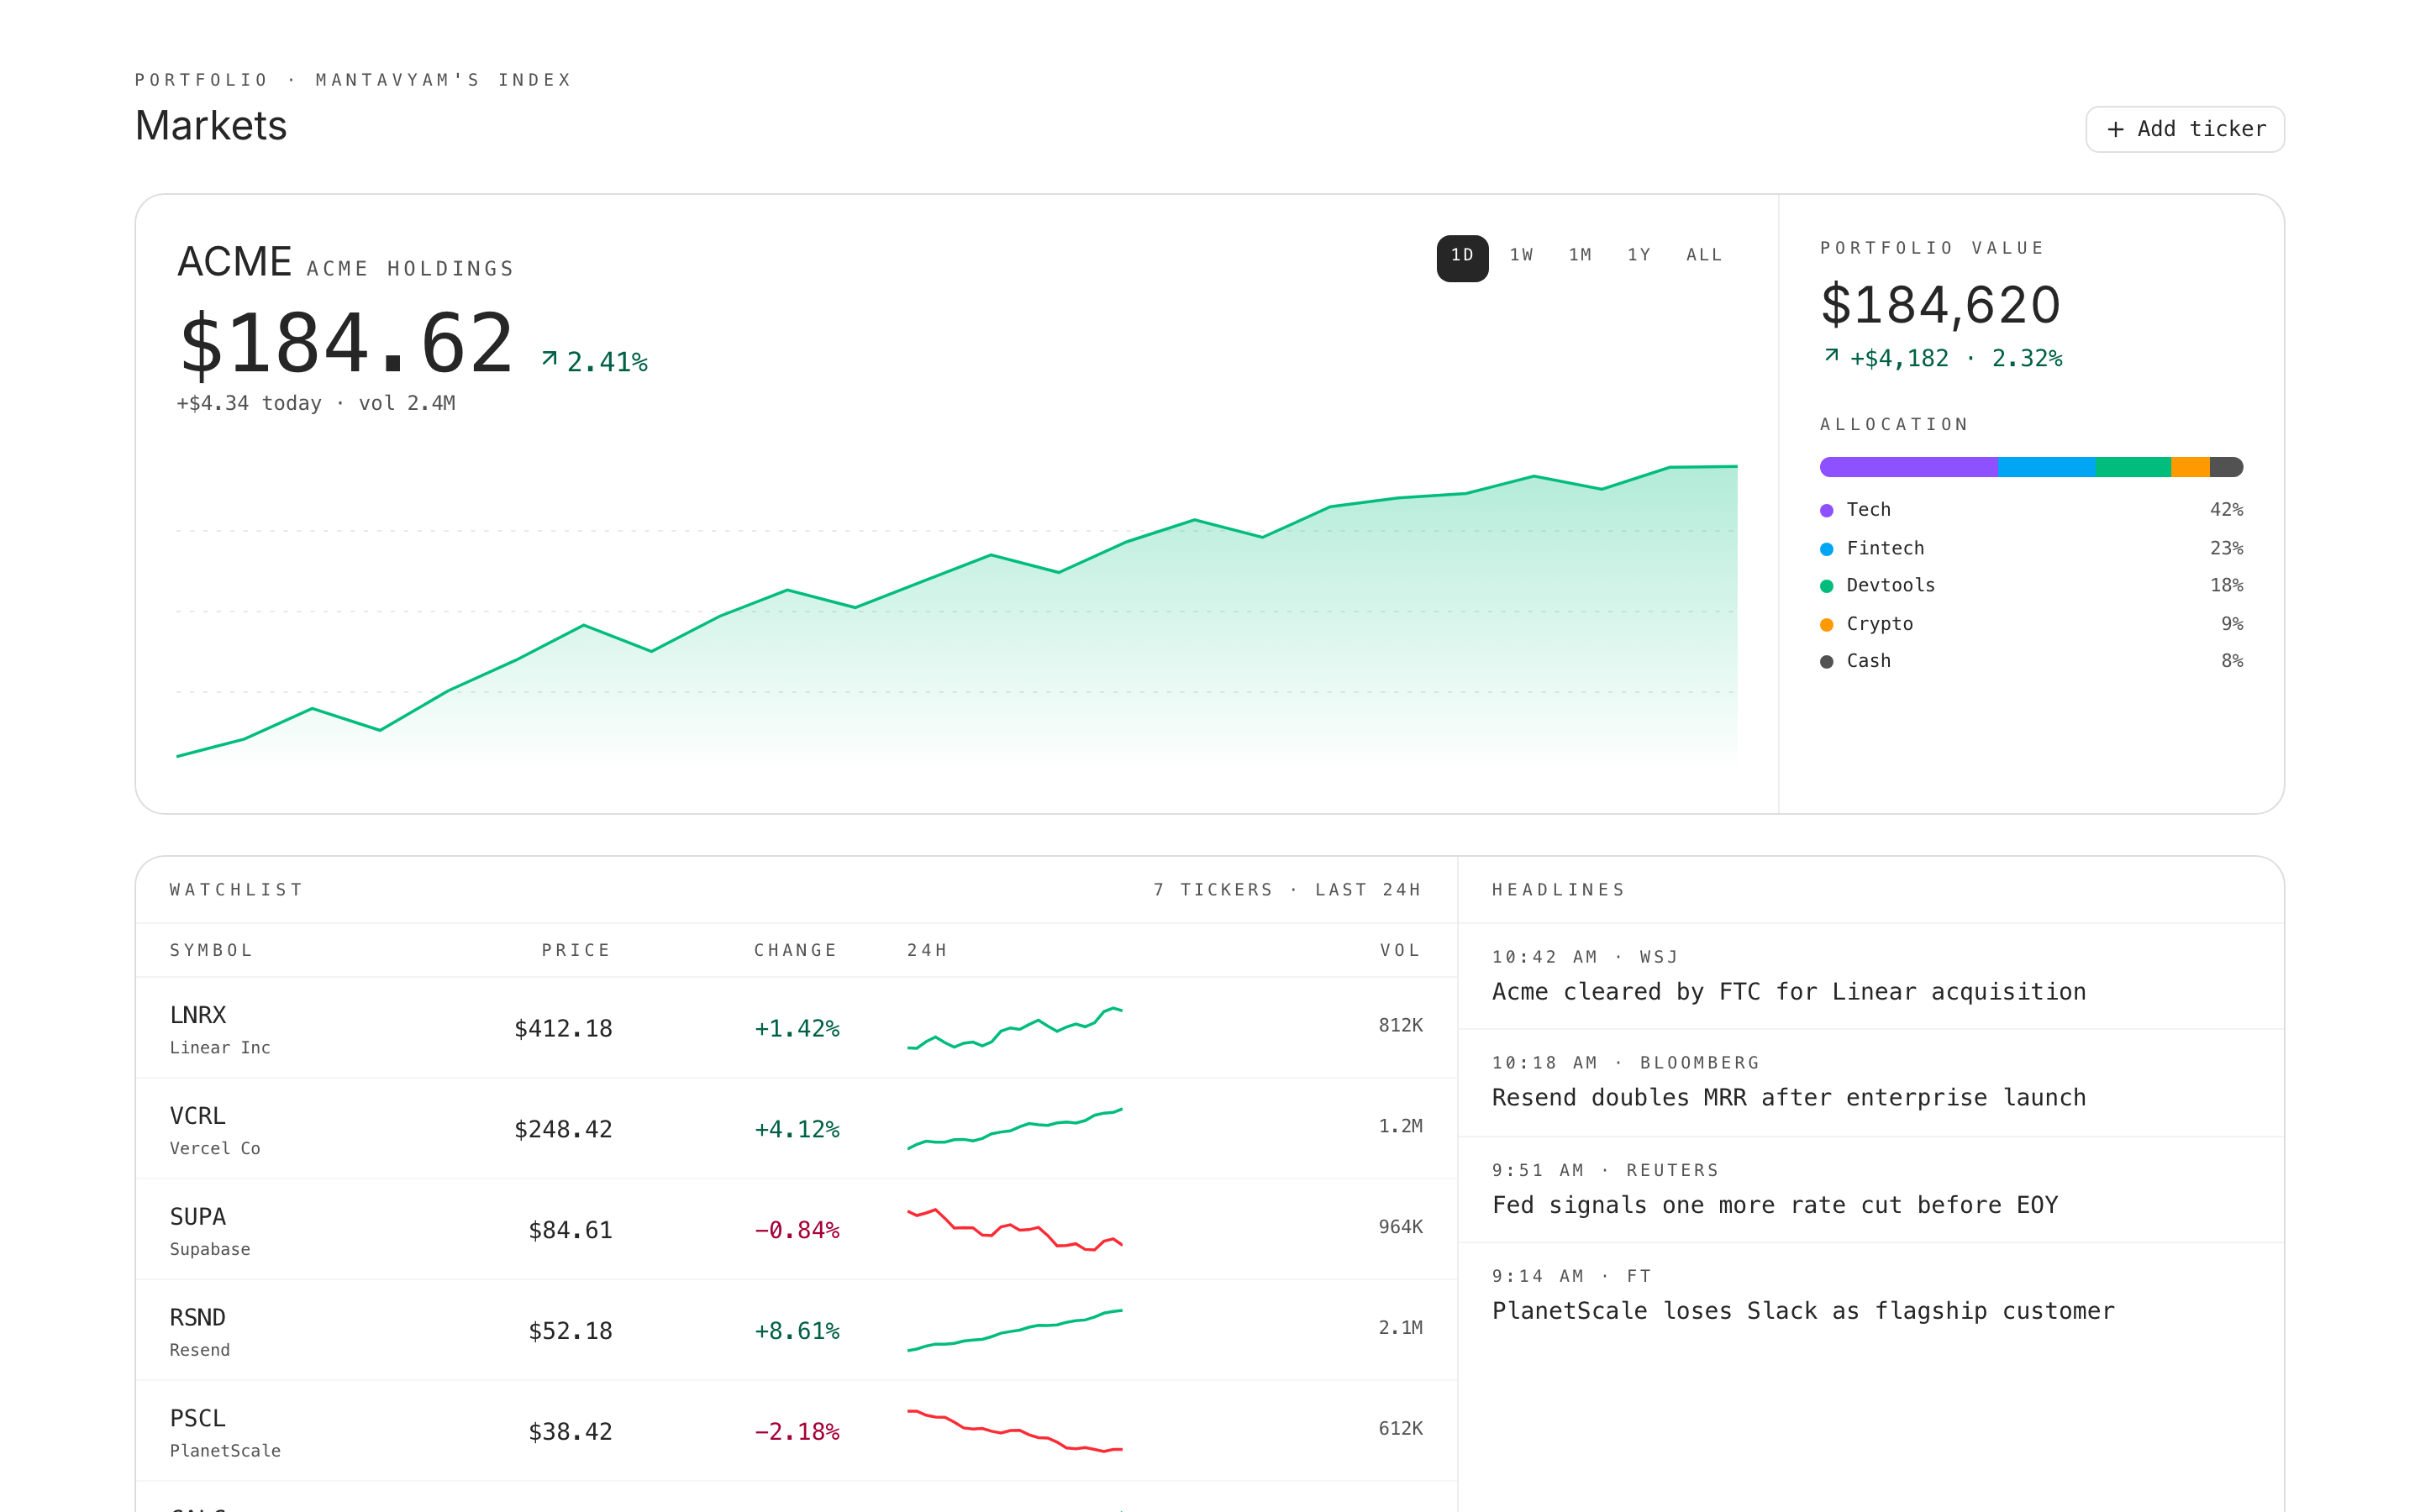 PORTFOLIO · MANTAVYAM'S INDEX
Markets
+ Add ticker
ACME ACME HOLDINGS
1D 1W 1M 1Y ALL
$184.62 2.41%
+$4.34 today · vol 2.4M
PORTFOLIO VALUE
$184,620
+$4,182 · 2.32%
ALLOCATION
Tech 42%
Fintech 23%
Devtools 18%
Crypto 9%
Cash 8%
WATCHLIST 7 TICKERS · LAST 24H
SYMBOL PRICE CHANGE 24H VOL
LNRX $412.18 +1.42% 812K
Linear Inc
VCRL $248.42 +4.12% 1.2M
Vercel Co
SUPA $84.61 −0.84% 964K
Supabase
RSND $52.18 +8.61% 2.1M
Resend
PSCL $38.42 −2.18% 612K
PlanetScale
HEADLINES
10:42 AM · WSJ
Acme cleared by FTC for Linear acquisition
10:18 AM · BLOOMBERG
Resend doubles MRR after enterprise launch
9:51 AM · REUTERS
Fed signals one more rate cut before EOY
9:14 AM · FT
PlanetScale loses Slack as flagship customer